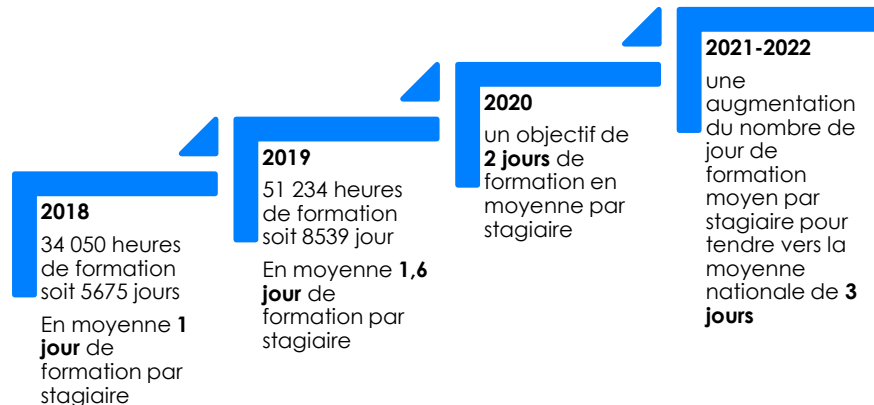 2018
34 050 heures
de formation
soit 5675 jours
En moyenne 1
jour de
formation par
stagiaire
2019
51 234 heures
de formation
soit 8539 jour
En moyenne 1,6
jour de
formation par
stagiaire
2020
un objectif de
2 jours de
formation en
moyenne par
stagiaire
2021-2022
une
augmentation
du nombre de
jour de
formation
moyen par
stagiaire pour
tendre vers la
moyenne
nationale de 3
jours